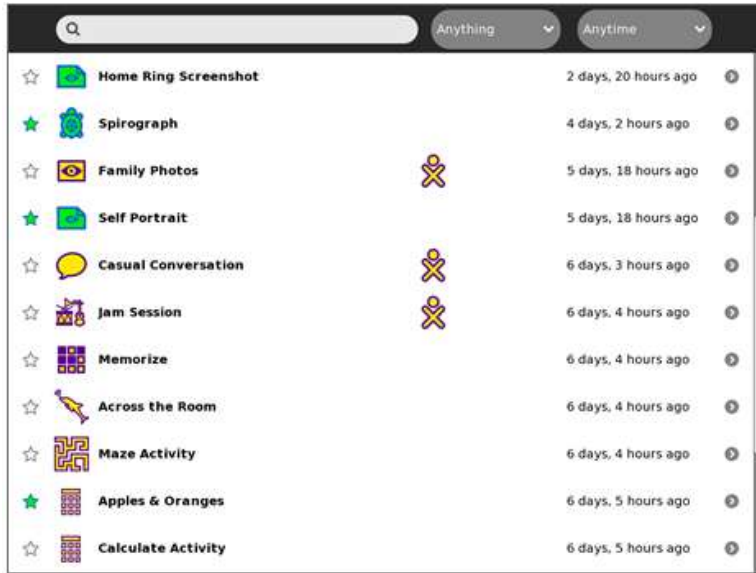 Anything Anytime
Home Ring Screenshot 2 days, 20 hours ago
Spirograph 4 days, 2 hours ago
Family Photos 5 days, 18 hours ago
Self Portrait 5 days, 18 hours ago
Casual Conversation 6 days, 3 hours ago
Jam Session 6 days, 4 hours ago
Memorize 6 days, 4 hours ago
Across the Room 6 days, 4 hours ago
Maze Activity 6 days, 4 hours ago
Apples & Oranges 6 days, 5 hours ago
Calculate Activity 6 days, 5 hours ago